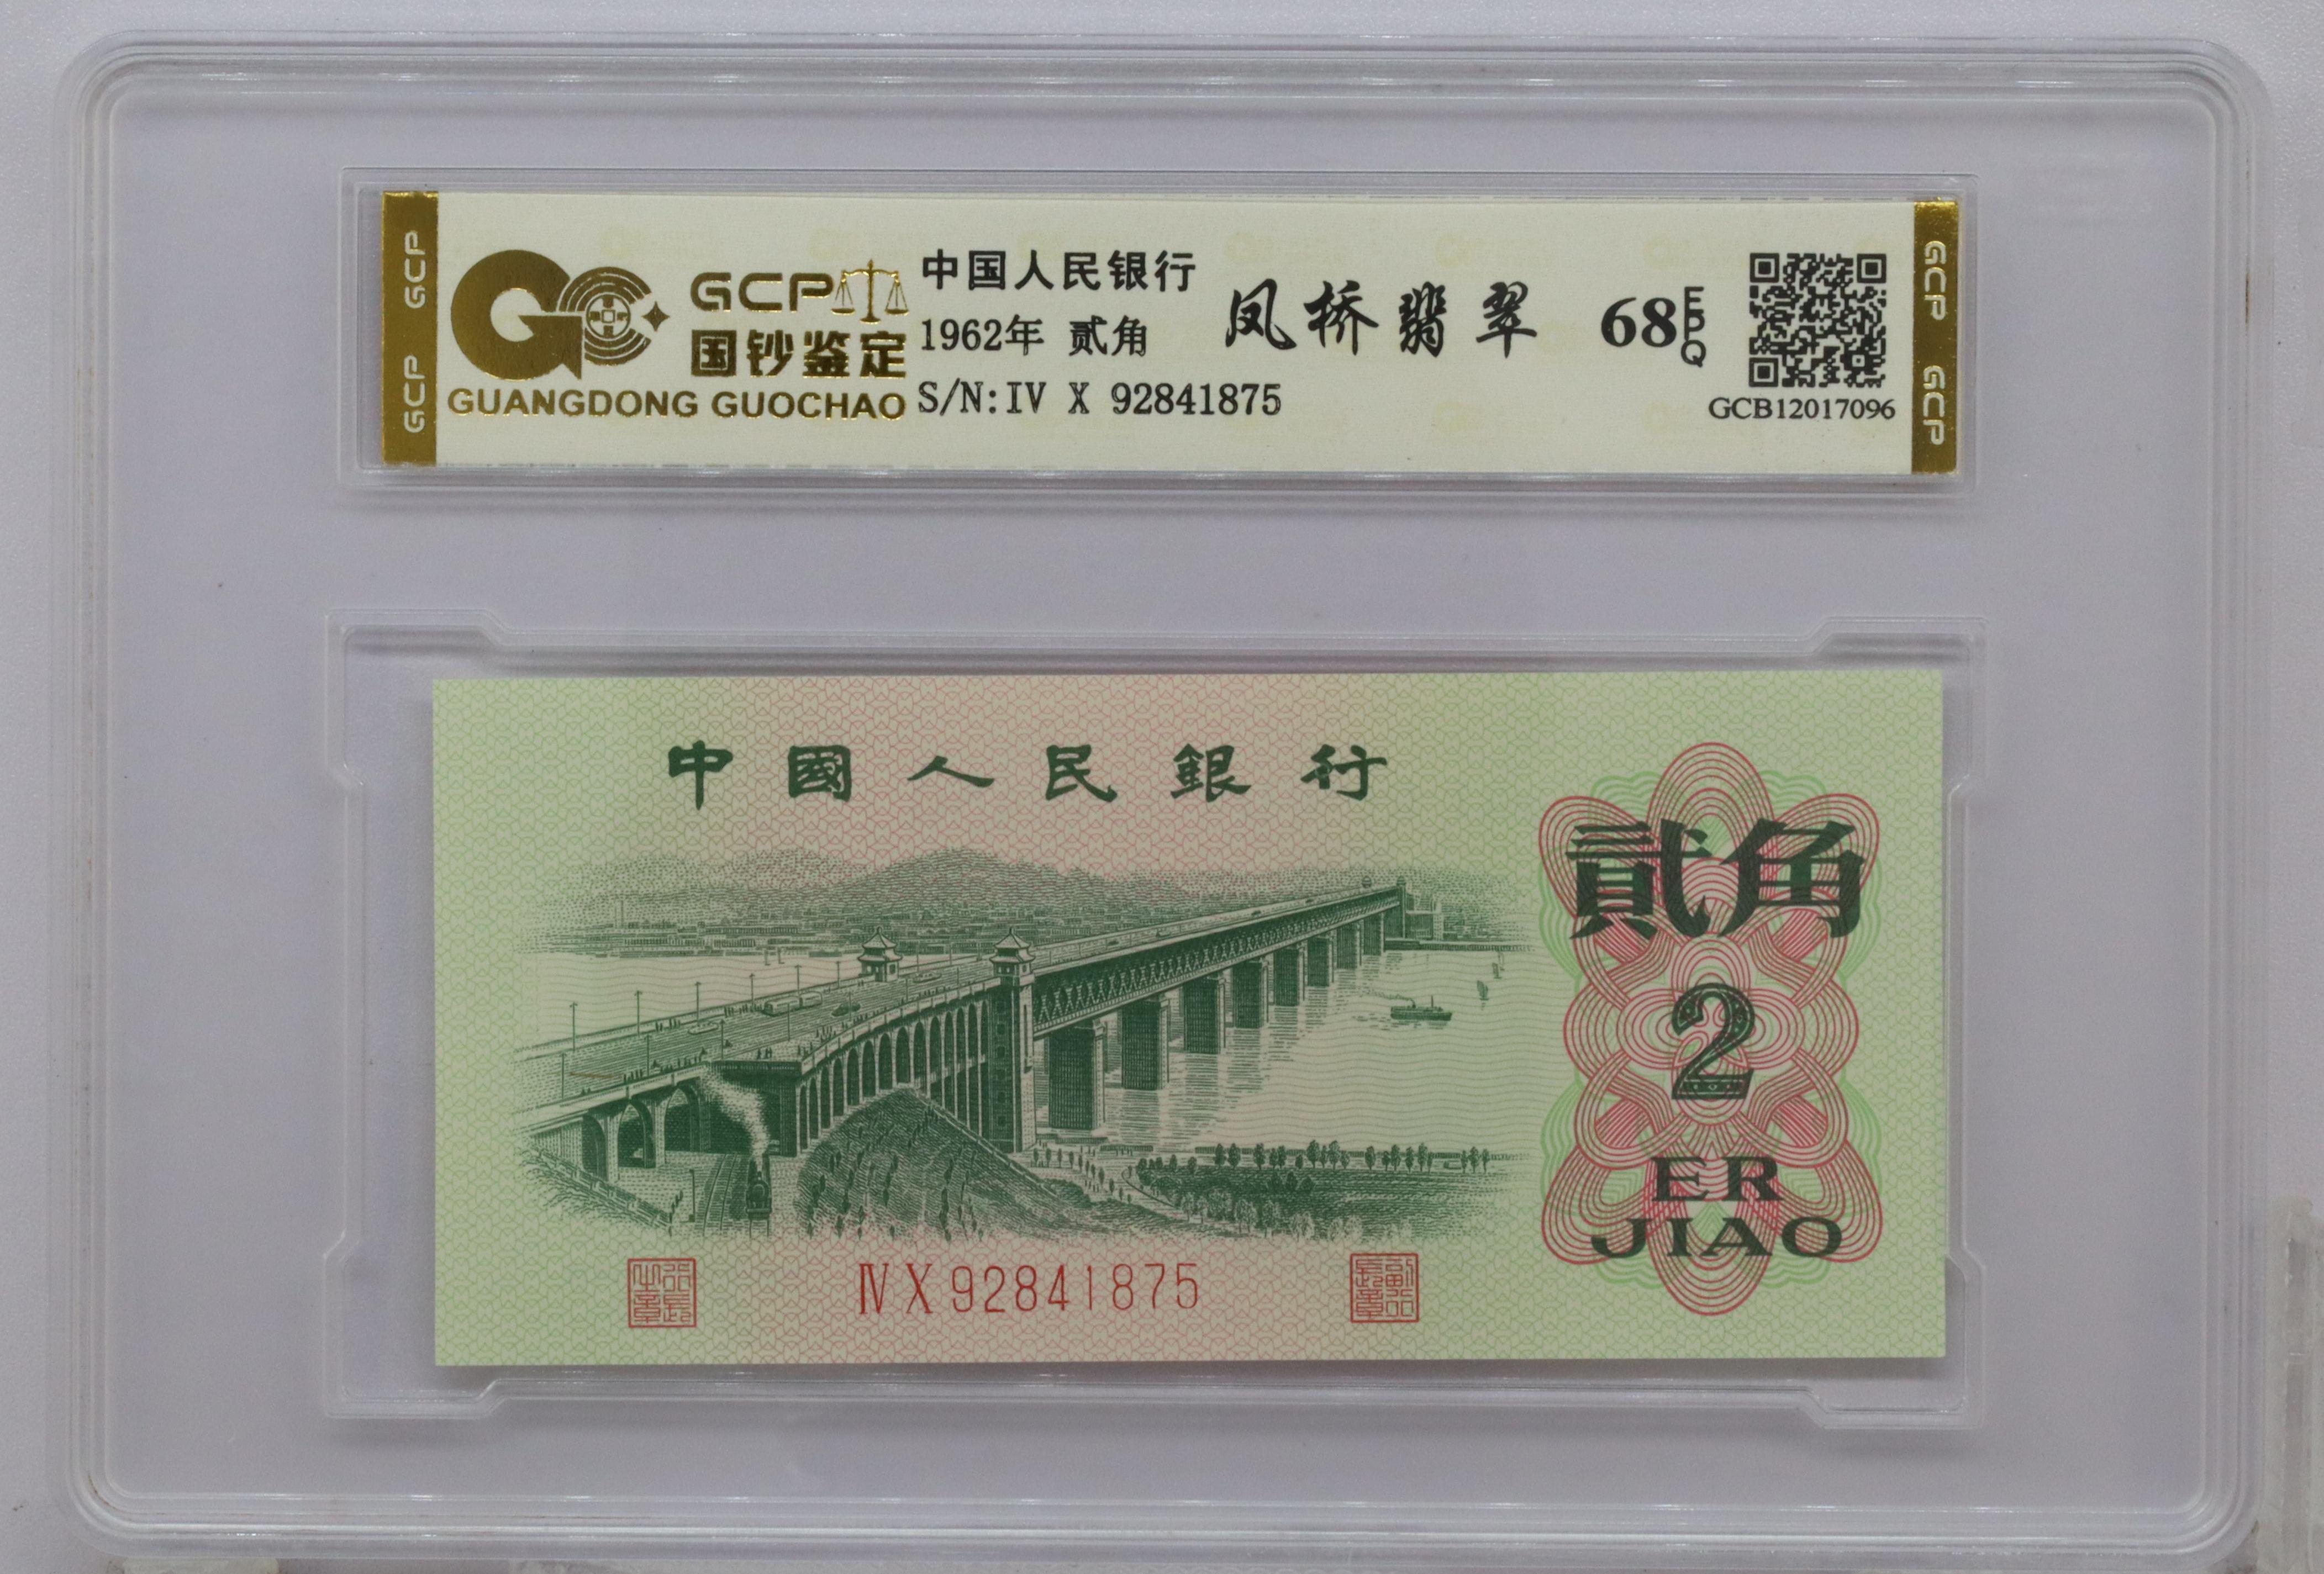 GCP GCP
GCP
国钞鉴定
GUANGDONG GUOCHAO
中国人民银行
1962年 贰角
S/N:IV X 92841875
凤桥翡翠
68 EPQ
GCB12017096
GCP GCP
中國人民銀行
貳角
2
ER
JIAO
ⅣX92841875